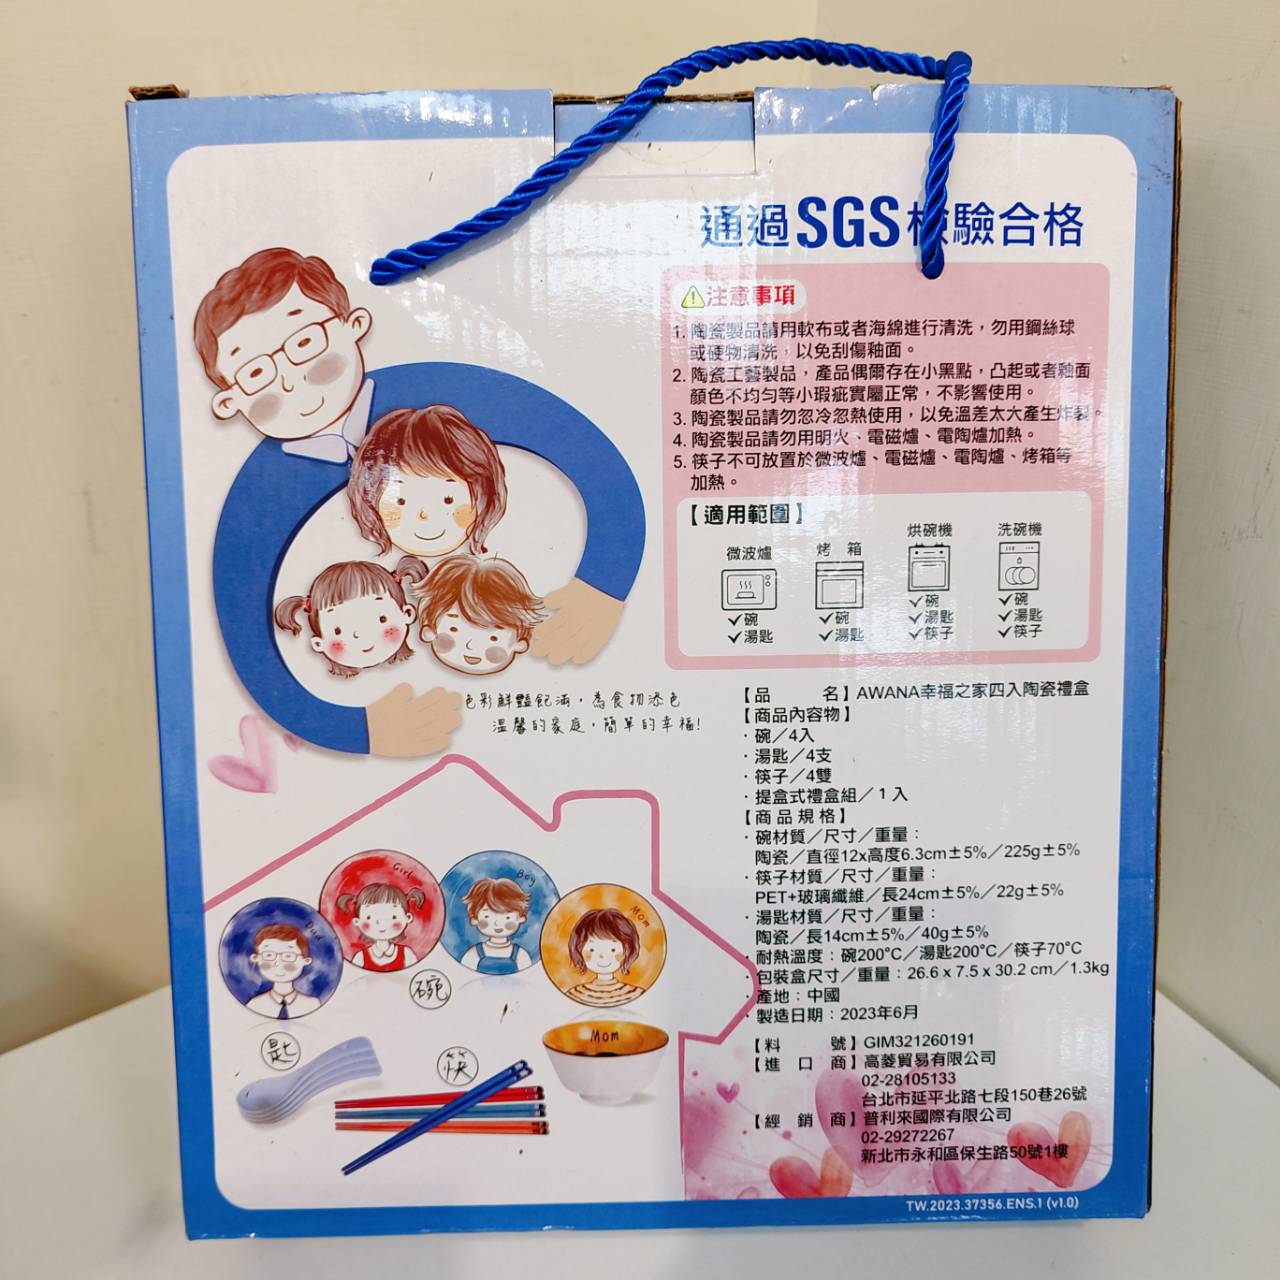 通過SGS檢驗合格
注意事項
1. 陶瓷製品請用軟布或者海綿進行清洗，勿用鋼絲球
或硬物清洗，以免刮傷釉面。
2. 陶瓷工藝製品，產品偶爾存在小黑點，凸起或者釉面
顏色不均勻等小瑕疵實屬正常，不影響使用。
3. 陶瓷製品請勿忽冷忽熱使用，以免溫差太大產生炸裂。
4. 陶瓷製品請勿用明火、電磁爐、電陶爐加熱。
5. 筷子不可放置於微波爐、電磁爐、電陶爐、烤箱等
加熱。
【適用範圍】
微波爐 烤 箱 烘碗機 洗碗機
✓碗 ✓碗 ✓碗 ✓碗
✓湯匙 ✓湯匙 ✓湯匙 ✓湯匙
✓筷子 ✓筷子
色彩鮮豔飽滿，為食物添色
溫馨的家庭，簡單的幸福!
【品 名】AWANA幸福之家四入陶瓷禮盒
【商品內容物】
· 碗／4入
· 湯匙／4支
· 筷子／4雙
· 提盒式禮盒組／1入
【商品規格】
· 碗材質／尺寸／重量：
陶瓷／直徑12x高度6.3cm±5%／225g±5%
· 筷子材質／尺寸／重量：
PET+玻璃纖維／長24cm±5%／22g±5%
· 湯匙材質／尺寸／重量：
陶瓷／長14cm±5%／40g±5%
· 耐熱溫度：碗200°C／湯匙200°C／筷子70°C
· 包裝盒尺寸／重量：26.6 x 7.5 x 30.2 cm／1.3kg
· 產地：中國
· 製造日期：2023年6月
【料 號】GIM321260191
【進 口 商】高菱貿易有限公司
02-28105133
台北市延平北路七段150巷26號
【經 銷 商】普利來國際有限公司
02-29272267
新北市永和區保生路50號1樓
Dad
Girl
Boy
Mom
碗
匙
筷
Mom
TW.2023.37356.ENS.1 (v1.0)